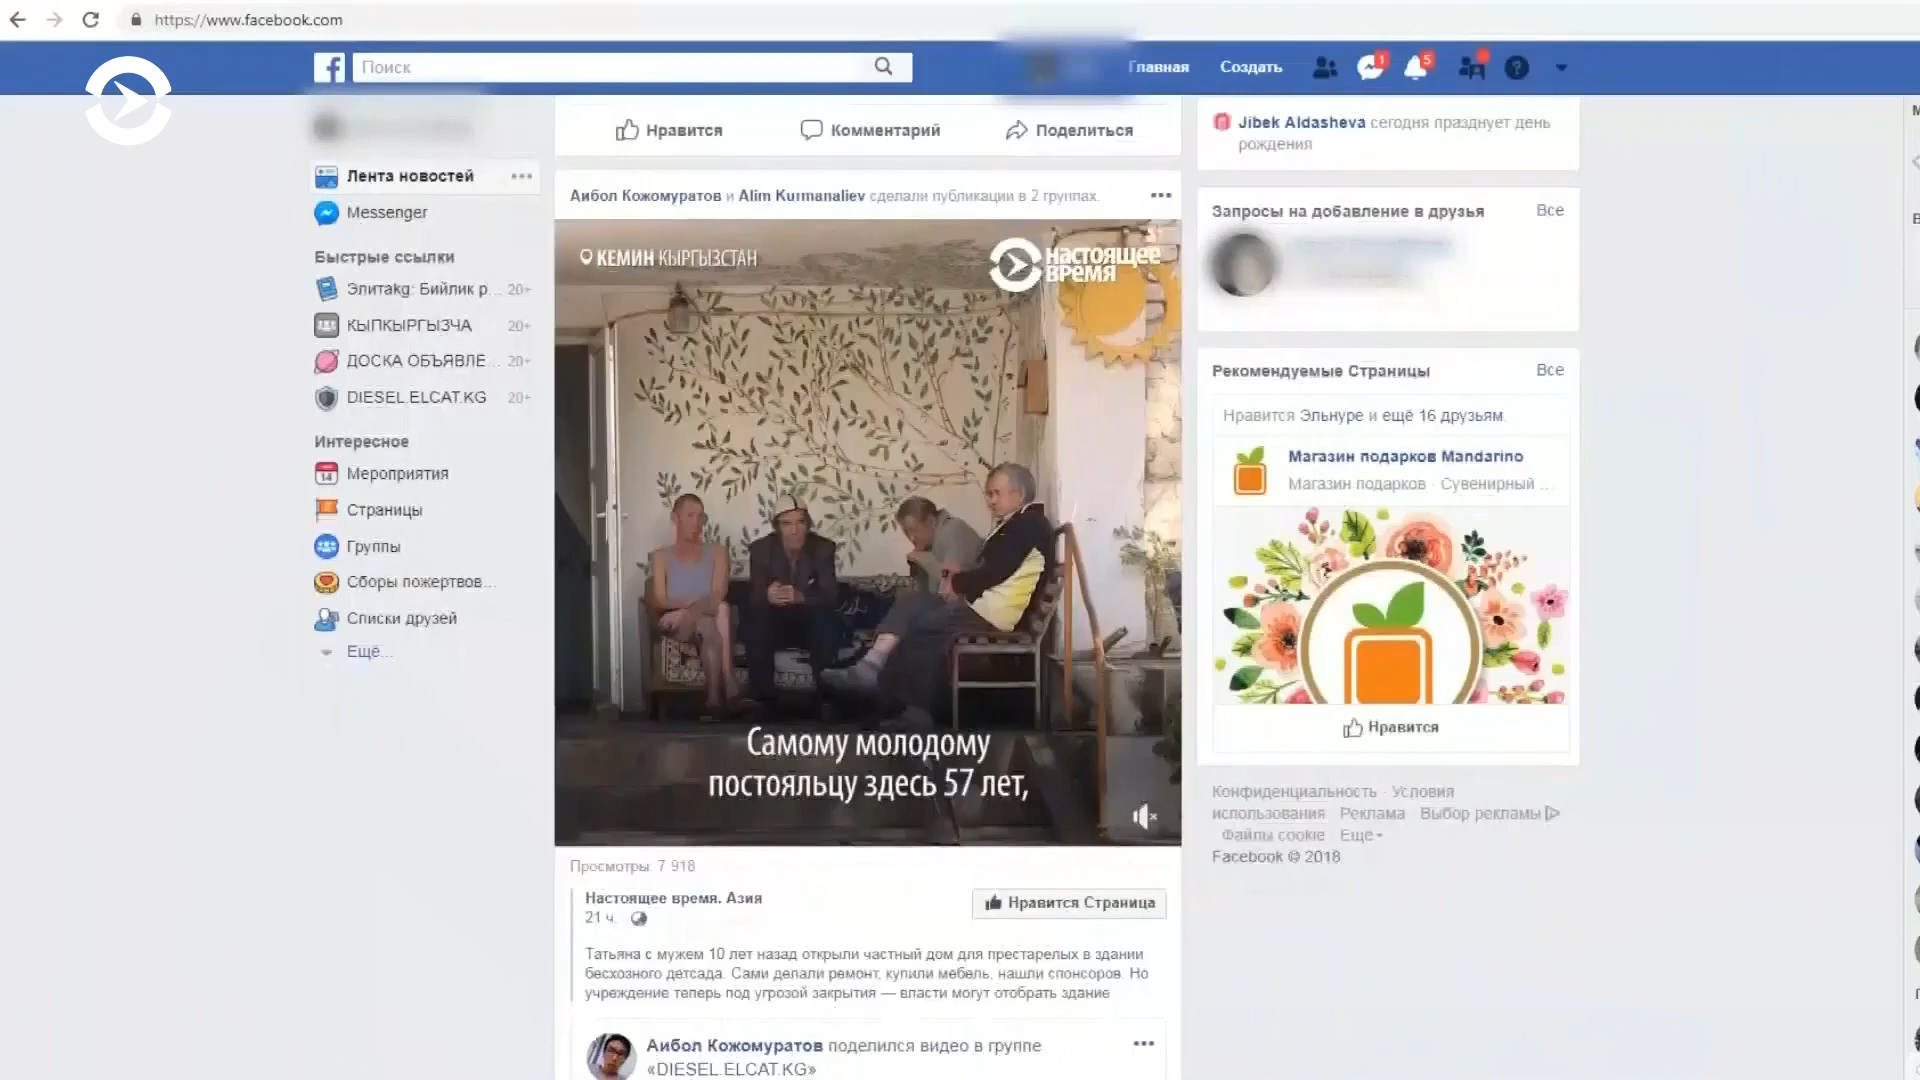 https://www.facebook.com
Поиск
Главная
Создать
1
5
Лента новостей
Messenger
Быстрые ссылки
Элитakg: Бийлик р... 20+
КЫПКЫРГЫЗЧА 20+
ДОСКА ОБЪЯВЛЕ... 20+
DIESEL.ELCAT.KG 20+
Интересное
14
Мероприятия
Страницы
Группы
Сборы пожертвов...
Списки друзей
Ещё...
Нравится
Комментарий
Поделиться
Аибол Кожомуратов и Alim Kurmanaliev сделали публикации в 2 группах.
КЕМИН КЫРГЫЗСТАН
НАСТОЯЩЕЕ
ВРЕМЯ
Самому молодому
постояльцу здесь 57 лет,
Просмотры 7 918
Настоящее время. Азия
21 ч.
Нравится Страница
Татьяна с мужем 10 лет назад открыли частный дом для престарелых в здании
бесхозного детсада. Сами делали ремонт, купили мебель, нашли спонсоров. Но
учреждение теперь под угрозой закрытия — власти могут отобрать здание
Аибол Кожомуратов поделился видео в группе
«DIESEL.ELCAT.KG»
Jibek Aldasheva сегодня празднует день
рождения
Запросы на добавление в друзья
Все
Рекомендуемые Страницы
Все
Нравится Эльнуре и ещё 16 друзьям.
Магазин подарков Mandarino
Магазин подарков · Сувенирный ...
Нравится
Конфиденциальность · Условия
использования · Реклама · Выбор рекламы
· Файлы cookie · Еще
Facebook © 2018